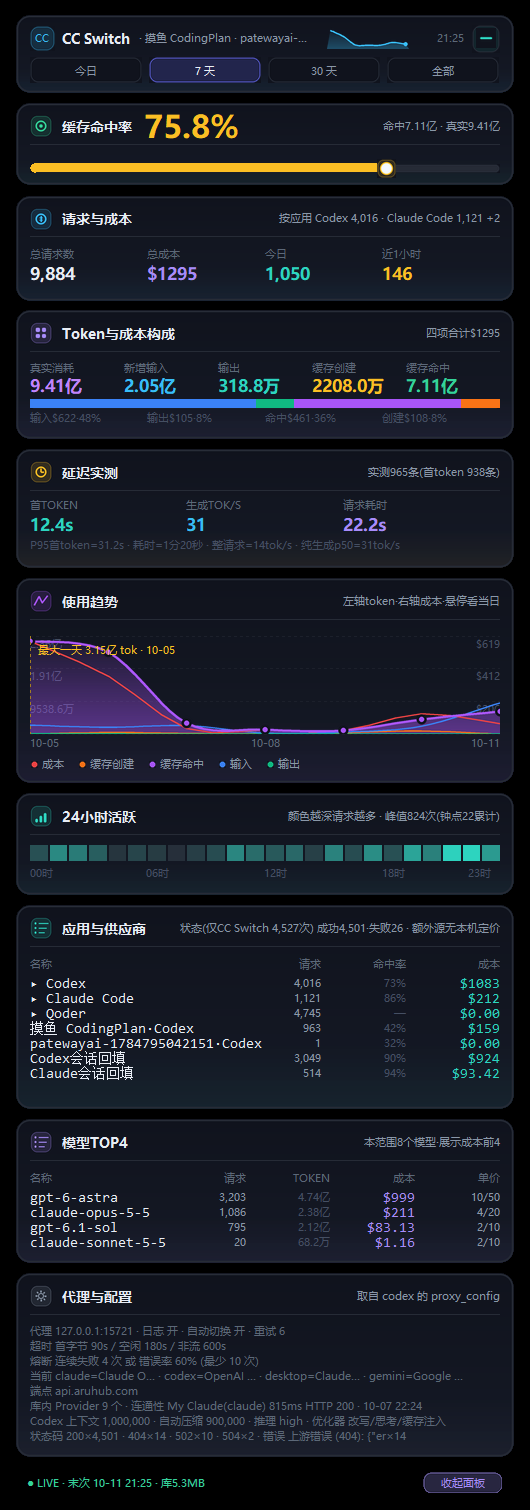 CC CC Switch · 摸鱼 CodingPlan · patewayai-... 21:25
今日 7 天 30 天 全部
缓存命中率 75.8% 命中7.11亿 · 真实9.41亿
请求与成本 按应用 Codex 4,016 · Claude Code 1,121 +2
总请求数 总成本 今日 近1小时
9,884 $1295 1,050 146
Token与成本构成 四项合计$1295
真实消耗 新增输入 输出 缓存创建 缓存命中
9.41亿 2.05亿 318.8万 2208.0万 7.11亿
输入$622·48% 输出$105·8% 命中$461·36% 创建$108·8%
延迟实测 实测965条(首token 938条)
首TOKEN 生成TOK/S 请求耗时
12.4s 31 22.2s
P95首token=31.2s · 耗时=1分20秒 · 整请求=14tok/s · 纯生成p50=31tok/s
使用趋势 左轴token·右轴成本·悬停看当日
最大一天 3.15亿 tok · 10-05 $619
1.91亿 $412
9538.6万
10-05 10-08 10-11
成本 缓存创建 缓存命中 输入 输出
24小时活跃 颜色越深请求越多 · 峰值824次(钟点22累计)
00时 06时 12时 18时 23时
应用与供应商 状态(仅CC Switch 4,527次) 成功4,501·失败26 · 额外源无本机定价
名称 请求 命中率 成本
▸ Codex 4,016 73% $1083
▸ Claude Code 1,121 86% $212
▸ Qoder 4,745 — $0.00
摸鱼 CodingPlan·Codex 963 42% $159
patewayai-1784795042151·Codex 1 32% $0.00
Codex会话回填 3,049 90% $924
Claude会话回填 514 94% $93.42
模型TOP4 本范围8个模型·展示成本前4
名称 请求 TOKEN 成本 单价
gpt-6-astra 3,203 4.74亿 $999 10/50
claude-opus-5-5 1,086 2.38亿 $211 4/20
gpt-6.1-sol 795 2.12亿 $83.13 2/10
claude-sonnet-5-5 20 68.2万 $1.16 2/10
代理与配置 取自 codex 的 proxy_config
代理 127.0.0.1:15721 · 日志 开 · 自动切换 开 · 重试 6
超时 首字节 90s / 空闲 180s / 非流 600s
熔断 连续失败 4 次 或 错误率 60% (最少 10 次)
当前 claude=Claude O... · codex=OpenAI ... · desktop=Claude... · gemini=Google ...
端点 api.aruhub.com
库内 Provider 9 个 · 连通性 My Claude(claude) 815ms HTTP 200 · 10-07 22:24
Codex 上下文 1,000,000 · 自动压缩 900,000 · 推理 high · 优化器 改写/思考/缓存注入
状态码 200×4,501 · 404×14 · 502×10 · 504×2 · 错误 上游错误 (404): {"er×14
● LIVE · 末次 10-11 21:25 · 库5.3MB 收起面板